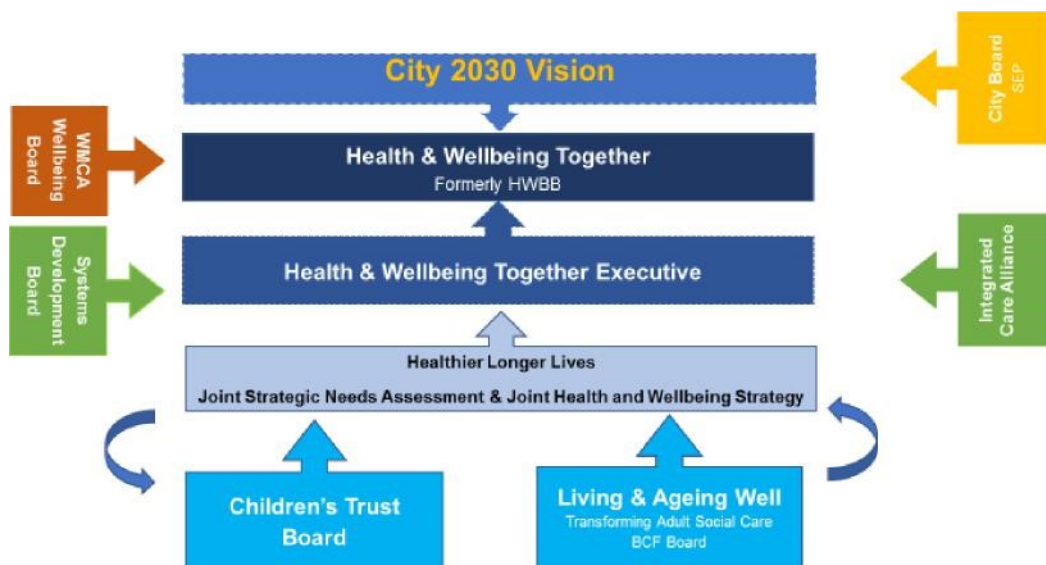 City 2030 Vision
City Board
SEP
WMCA
Wellbeing
Board
Health & Wellbeing Together
Formerly HWBB
Systems
Development
Board
Health & Wellbeing Together Executive
Integrated
Care Alliance
Healthier Longer Lives
Joint Strategic Needs Assessment & Joint Health and Wellbeing Strategy
Children's Trust
Board
Living & Ageing Well
Transforming Adult Social Care
BCF Board